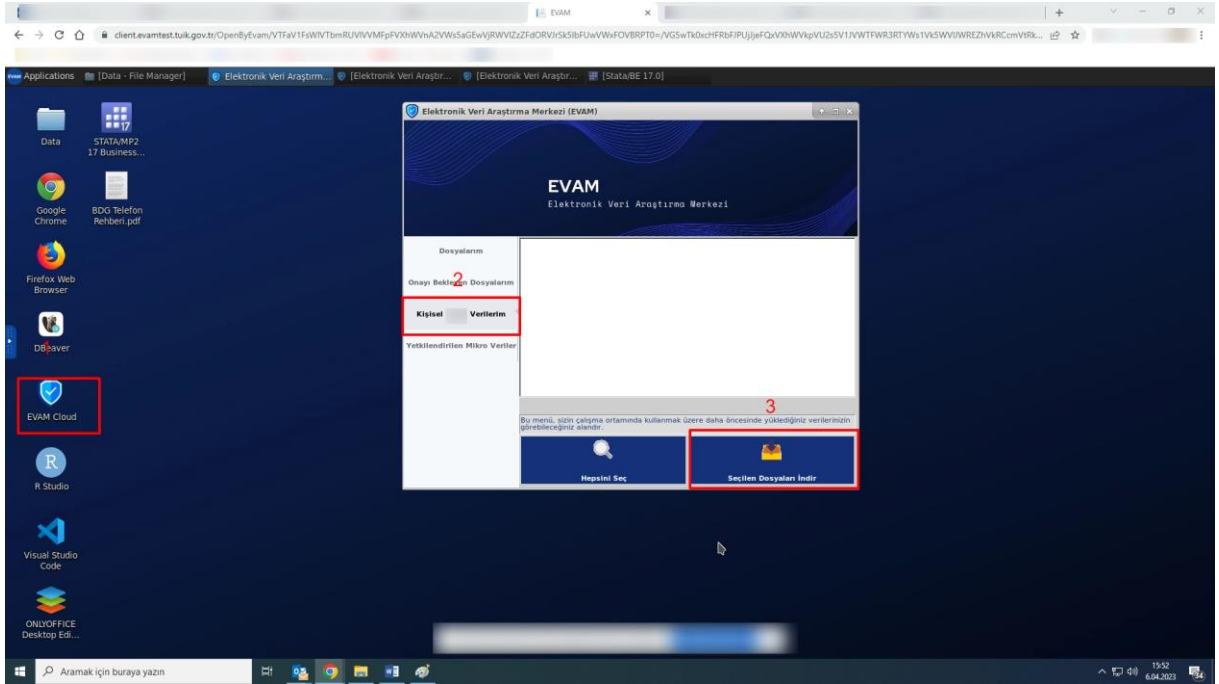 EVAM
client.evamtest.tuik.gov.tr/OpenByEvam/
Applications
[Data - File Manager]
Elektronik Veri Araştırm...
[Elektronik Veri Araştır...
[Elektronik Veri Araştır...
[Stata/BE 17.0]
Data
STATA/MP2
17 Business...
Google
Chrome
BDG Telefon
Rehberi.pdf
Firefox Web
Browser
1
DBeaver
EVAM Cloud
R Studio
Visual Studio
Code
ONLYOFFICE
Desktop Edi...
Elektronik Veri Araştırma Merkezi (EVAM)
EVAM
Elektronik Veri Araştırma Merkezi
Dosyalarım
2
Onayı Bekleyen Dosyalarım
Kişisel Verilerim
Yetkilendirilen Mikro Veriler
3
Bu menü, sizin çalışma ortamında kullanmak üzere daha öncesinde yüklediğiniz verilerinizin
görebileceğiniz alandır.
Hepsini Seç
Seçilen Dosyaları İndir
Aramak için buraya yazın
15:52
6.04.2023
34